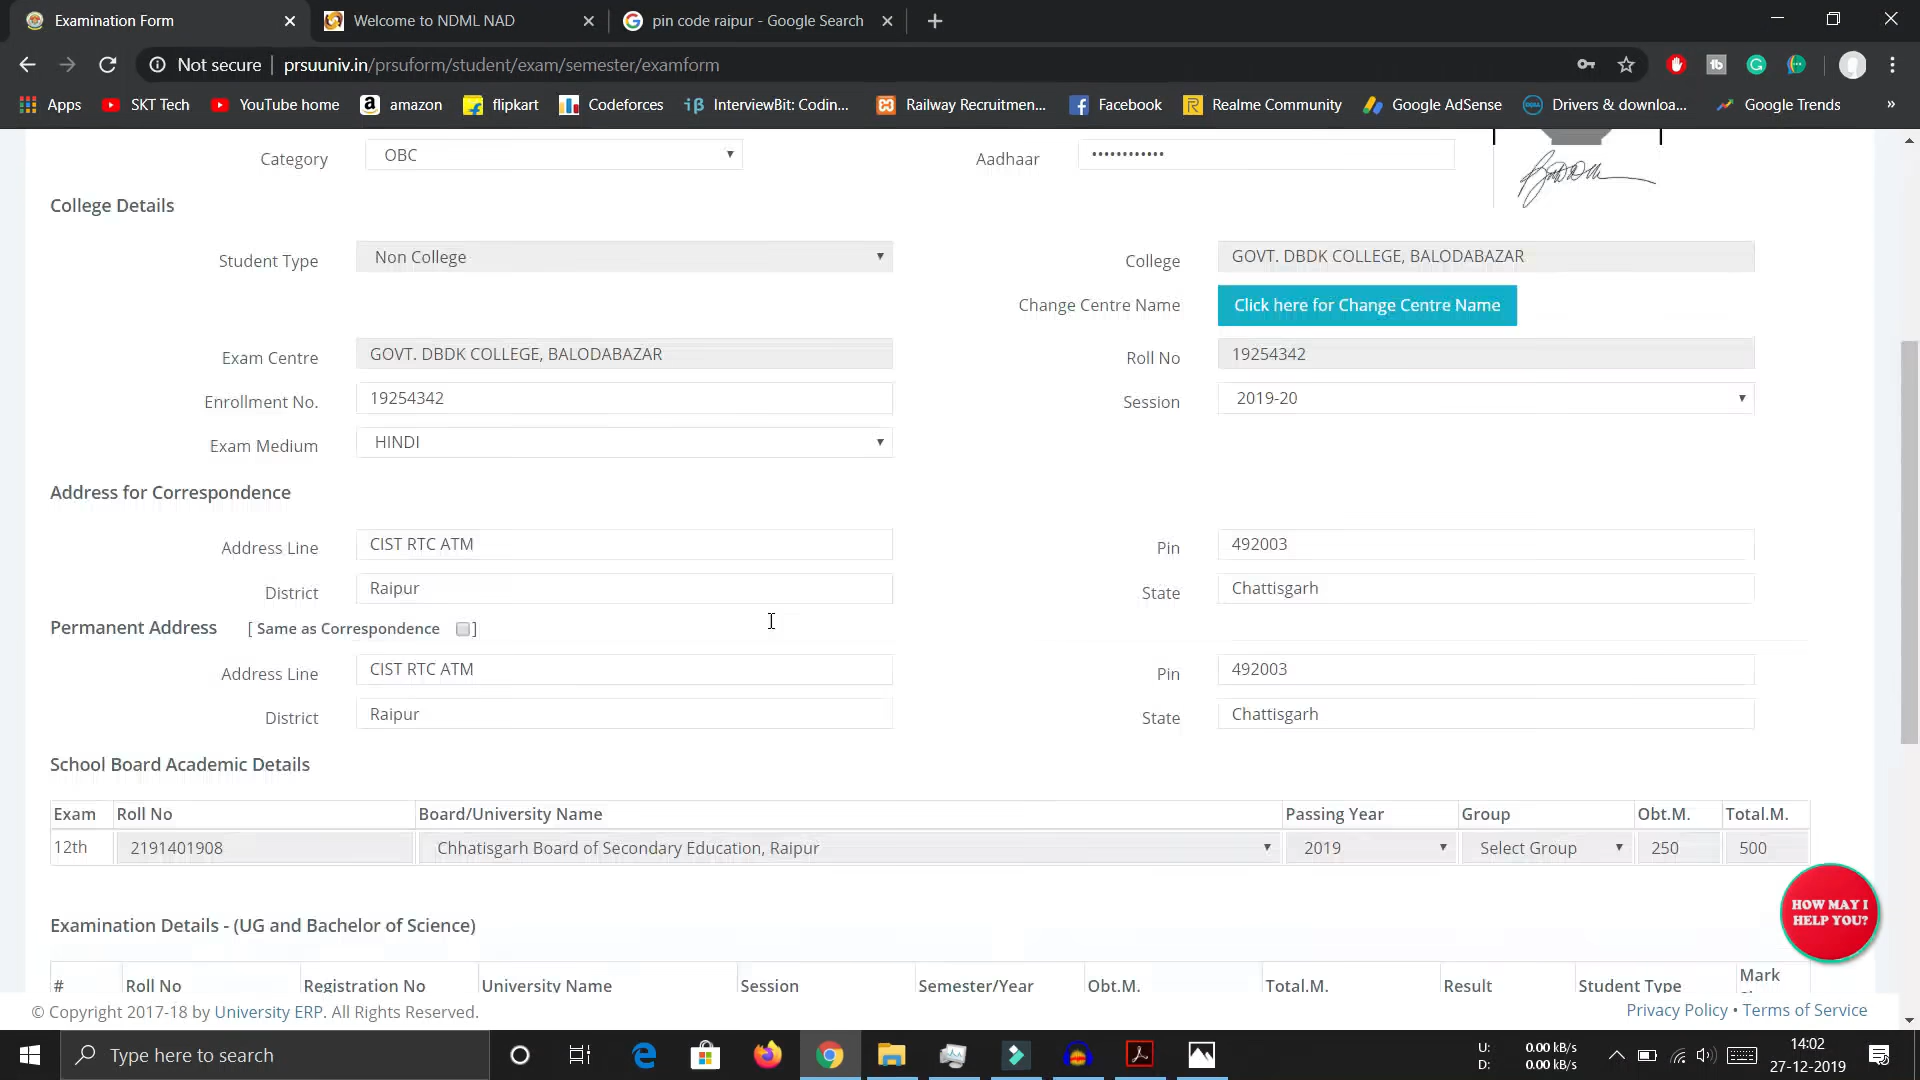 Examination Form
Welcome to NDML NAD
pin code raipur - Google Search
Not secure
prsuuniv.in/prsuform/student/exam/semester/examform
Apps
SKT Tech
YouTube home
amazon
flipkart
Codeforces
InterviewBit: Codin...
Railway Recruitmen...
Facebook
Realme Community
Google AdSense
Drivers & downloa...
Google Trends
»
Category
OBC
Aadhaar
••••••••••••
College Details
Student Type
Non College
College
GOVT. DBDK COLLEGE, BALODABAZAR
Change Centre Name
Click here for Change Centre Name
Exam Centre
GOVT. DBDK COLLEGE, BALODABAZAR
Roll No
19254342
Enrollment No.
19254342
Session
2019-20
Exam Medium
HINDI
Address for Correspondence
Address Line
CIST RTC ATM
Pin
492003
District
Raipur
State
Chattisgarh
Permanent Address [ Same as Correspondence ]
Address Line
CIST RTC ATM
Pin
492003
District
Raipur
State
Chattisgarh
School Board Academic Details
Exam Roll No Board/University Name Passing Year Group Obt.M. Total.M.
12th 2191401908 Chhatisgarh Board of Secondary Education, Raipur 2019 Select Group 250 500
HOW MAY I
HELP YOU?
Examination Details - (UG and Bachelor of Science)
# Roll No Registration No University Name Session Semester/Year Obt.M. Total.M. Result Student Type Mark
© Copyright 2017-18 by University ERP. All Rights Reserved.
Privacy Policy • Terms of Service
Type here to search
U: 0.00 kB/s
D: 0.00 kB/s
14:02
27-12-2019